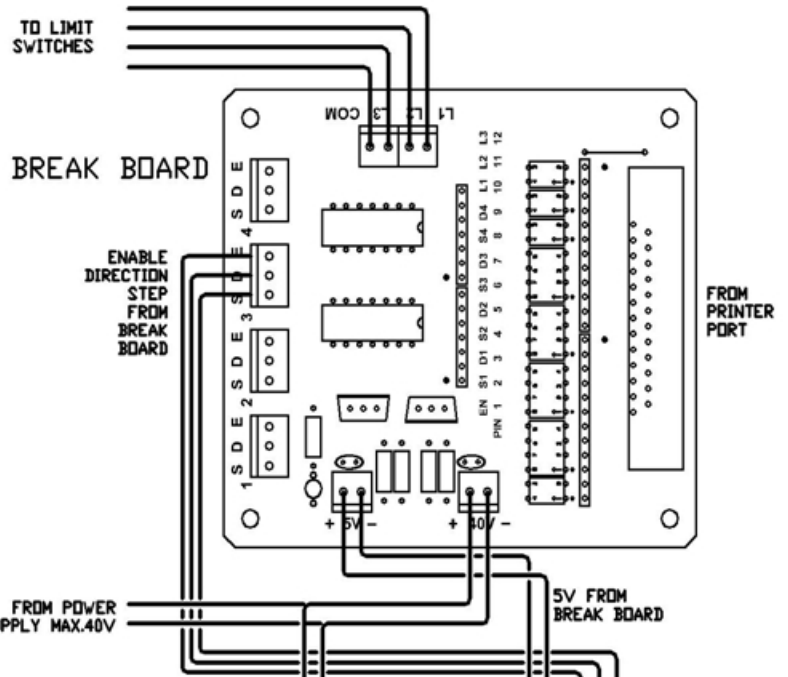 TO LIMIT
SWITCHES
COM L3 L2 L1
BREAK BOARD
S D E
4
ENABLE
DIRECTION
STEP
FROM
BREAK
BOARD
S D E
3
S D E
2
S D E
1
EN S1 D1 S2 D2 S3 D3 S4 D4 L1 L2 L3
PIN 1 2 3 4 5 6 7 8 9 10 11 12
FROM
PRINTER
PORT
+ 5V -
+ 40V -
5V FROM
BREAK BOARD
FROM POWER
PPLY MAX.40V